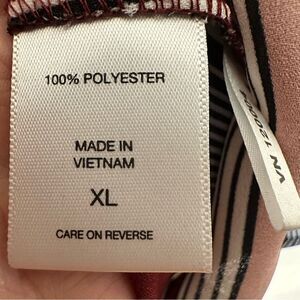 100% POLYESTER
MADE IN
VIETNAM
XL
CARE ON REVERSE